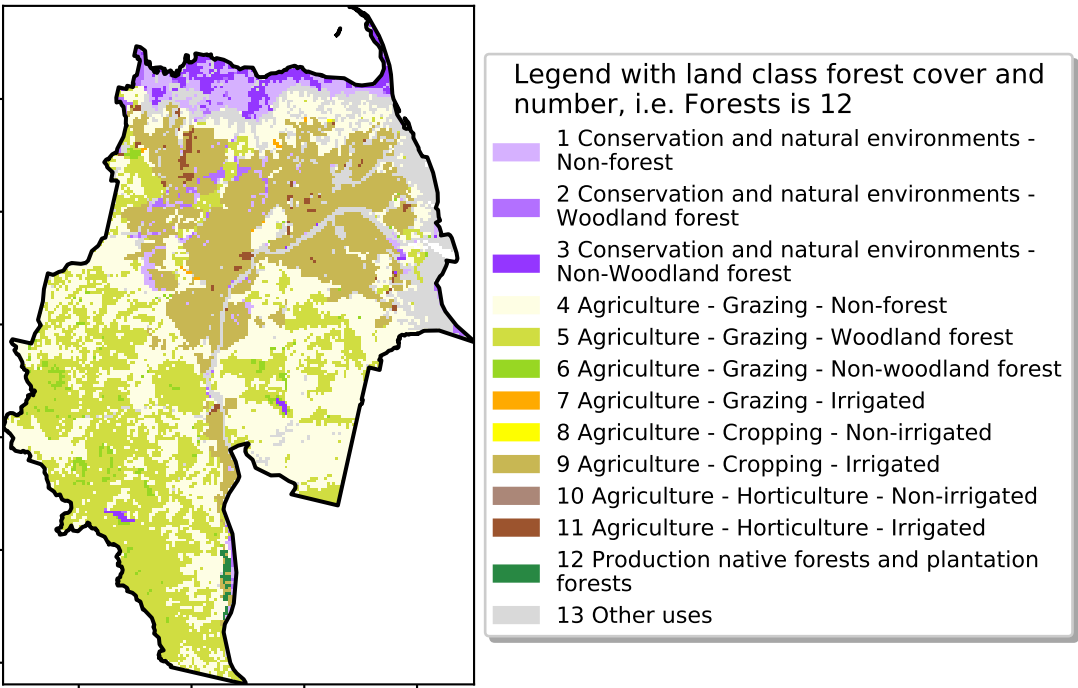 Legend with land class forest cover and
number, i.e. Forests is 12
1 Conservation and natural environments -
Non-forest
2 Conservation and natural environments -
Woodland forest
3 Conservation and natural environments -
Non-Woodland forest
4 Agriculture - Grazing - Non-forest
5 Agriculture - Grazing - Woodland forest
6 Agriculture - Grazing - Non-woodland forest
7 Agriculture - Grazing - Irrigated
8 Agriculture - Cropping - Non-irrigated
9 Agriculture - Cropping - Irrigated
10 Agriculture - Horticulture - Non-irrigated
11 Agriculture - Horticulture - Irrigated
12 Production native forests and plantation
forests
13 Other uses